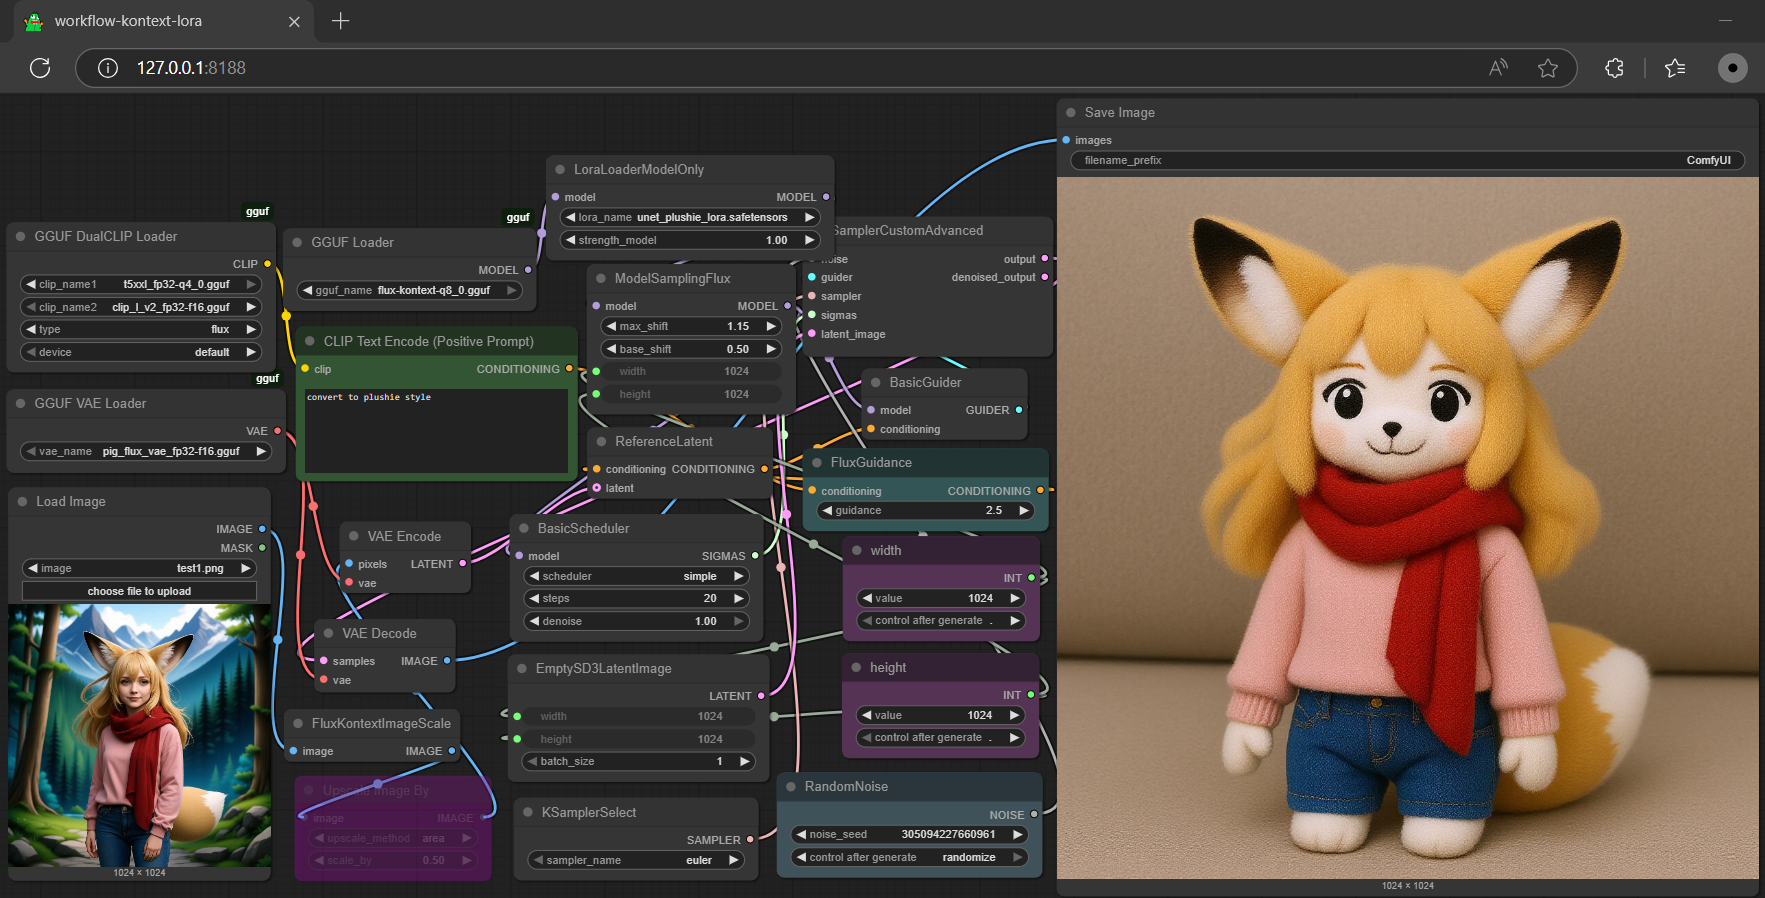 workflow-kontext-lora
127.0.0.1:8188
gguf
GGUF DualCLIP Loader
CLIP
clip_name1 t5xxl_fp32-q4_0.gguf
clip_name2 clip_l_v2_fp32-f16.gguf
type flux
device default
gguf
GGUF VAE Loader
VAE
vae_name pig_flux_vae_fp32-f16.gguf
Load Image
IMAGE
MASK
image test1.png
choose file to upload
1024 × 1024
gguf
GGUF Loader
MODEL
gguf_name flux-kontext-q8_0.gguf
CLIP Text Encode (Positive Prompt)
clip CONDITIONING
convert to plushie style
VAE Encode
pixels LATENT
vae
VAE Decode
samples IMAGE
vae
FluxKontextImageScale
image IMAGE
Upscale Image By
image IMAGE
upscale_method area
scale_by 0.50
LoraLoaderModelOnly
model MODEL
lora_name unet_plushie_lora.safetensors
strength_model 1.00
ModelSamplingFlux
model MODEL
max_shift 1.15
base_shift 0.50
width 1024
height 1024
ReferenceLatent
conditioning CONDITIONING
latent
BasicScheduler
model SIGMAS
scheduler simple
steps 20
denoise 1.00
EmptySD3LatentImage
LATENT
width 1024
height 1024
batch_size 1
KSamplerSelect
SAMPLER
sampler_name euler
SamplerCustomAdvanced
noise output
guider denoised_output
sampler
sigmas
latent_image
BasicGuider
model GUIDER
conditioning
FluxGuidance
conditioning CONDITIONING
guidance 2.5
width
INT
value 1024
control after generate .
height
INT
value 1024
control after generate .
RandomNoise
NOISE
noise_seed 305094227660961
control after generate randomize
Save Image
images
filename_prefix ComfyUI
1024 × 1024